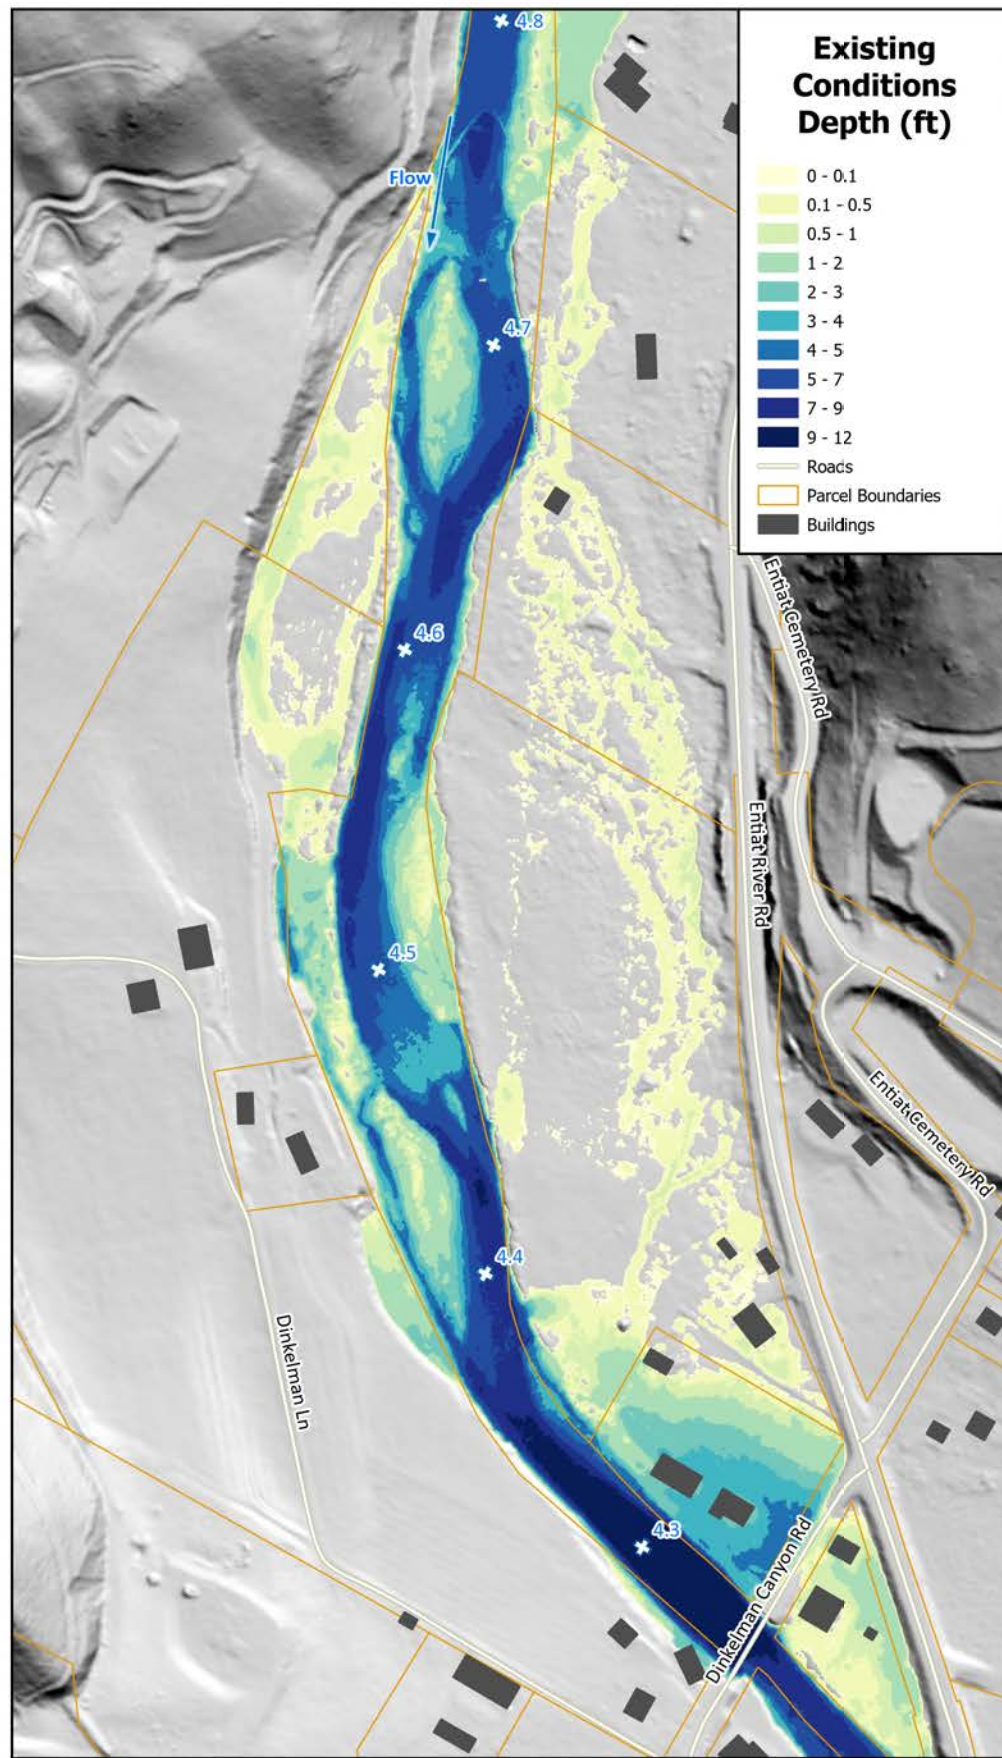 4.8
Existing
Conditions
Depth (ft)
0 - 0.1
0.1 - 0.5
0.5 - 1
1 - 2
2 - 3
3 - 4
4 - 5
5 - 7
7 - 9
9 - 12
Roads
Parcel Boundaries
Buildings
Flow
4.7
4.6
Entiat Cemetery Rd
Entiat River Rd
4.5
Entiat Cemetery Rd
4.4
Dinkelman Ln
4.3
Dinkelman Canyon Rd